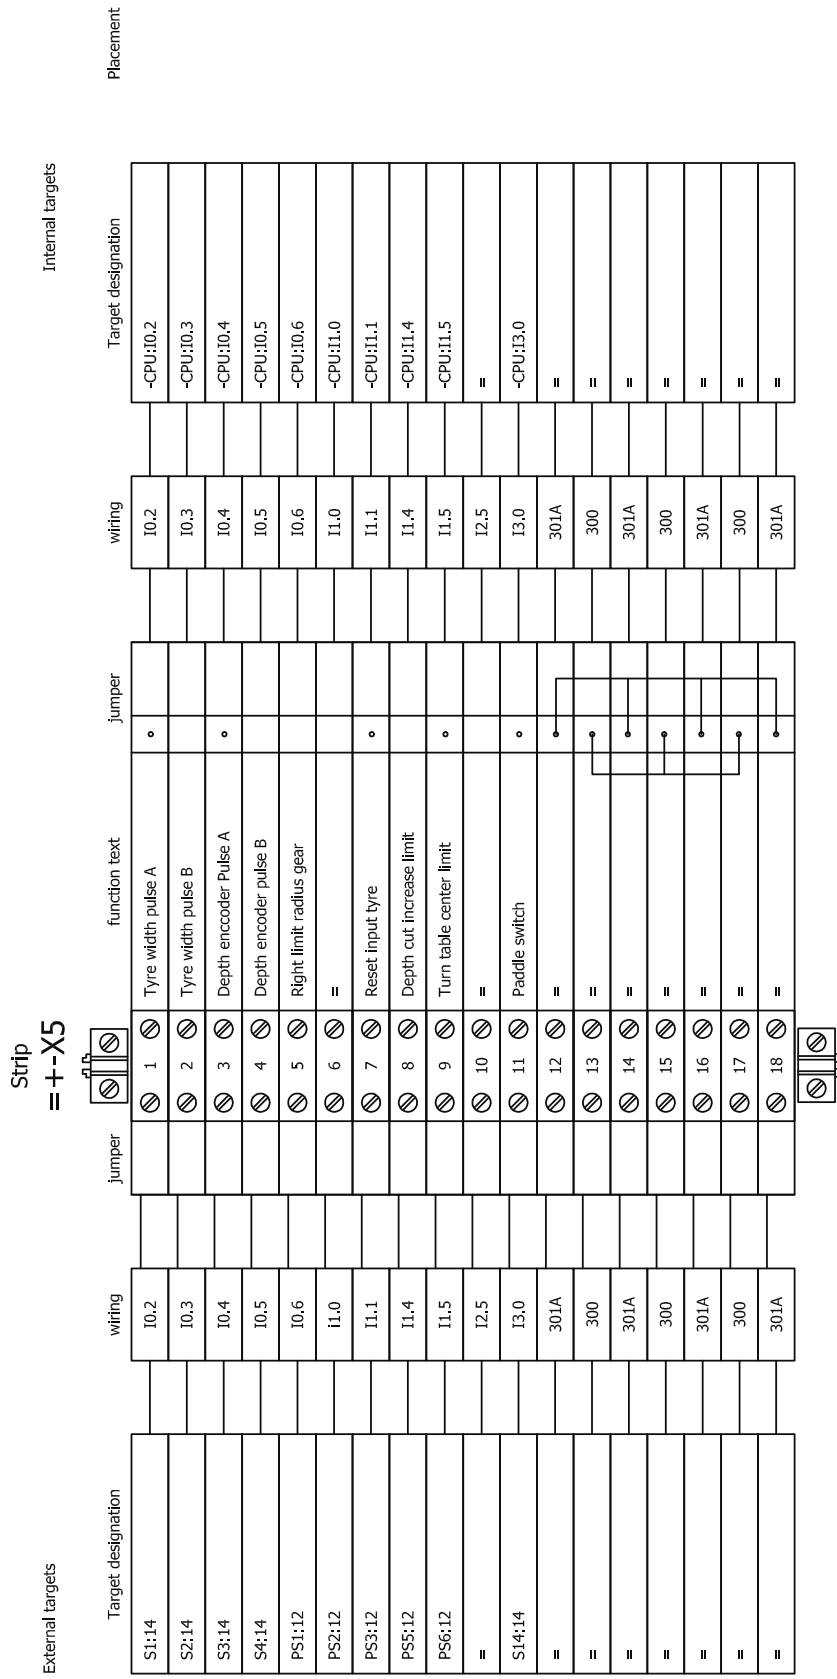 Strip
=+-X5
External targets
Internal targets
Placement
Target designation wiring jumper function text jumper wiring Target designation
S1:14 I0.2 1 Tyre width pulse A I0.2 -CPU:I0.2
S2:14 I0.3 2 Tyre width pulse B I0.3 -CPU:I0.3
S3:14 I0.4 3 Depth enccoder Pulse A I0.4 -CPU:I0.4
S4:14 I0.5 4 Depth encoder pulse B I0.5 -CPU:I0.5
PS1:12 I0.6 5 Right limit radius gear I0.6 -CPU:I0.6
PS2:12 i1.0 6 = I1.0 -CPU:I1.0
PS3:12 I1.1 7 Reset input tyre I1.1 -CPU:I1.1
PS5:12 I1.4 8 Depth cut increase limit I1.4 -CPU:I1.4
PS6:12 I1.5 9 Turn table center limit I1.5 -CPU:I1.5
= I2.5 10 = I2.5 =
S14:14 I3.0 11 Paddle switch I3.0 -CPU:I3.0
= 301A 12 = 301A =
= 300 13 = 300 =
= 301A 14 = 301A =
= 300 15 = 300 =
= 301A 16 = 301A =
= 300 17 = 300 =
= 301A 18 = 301A =